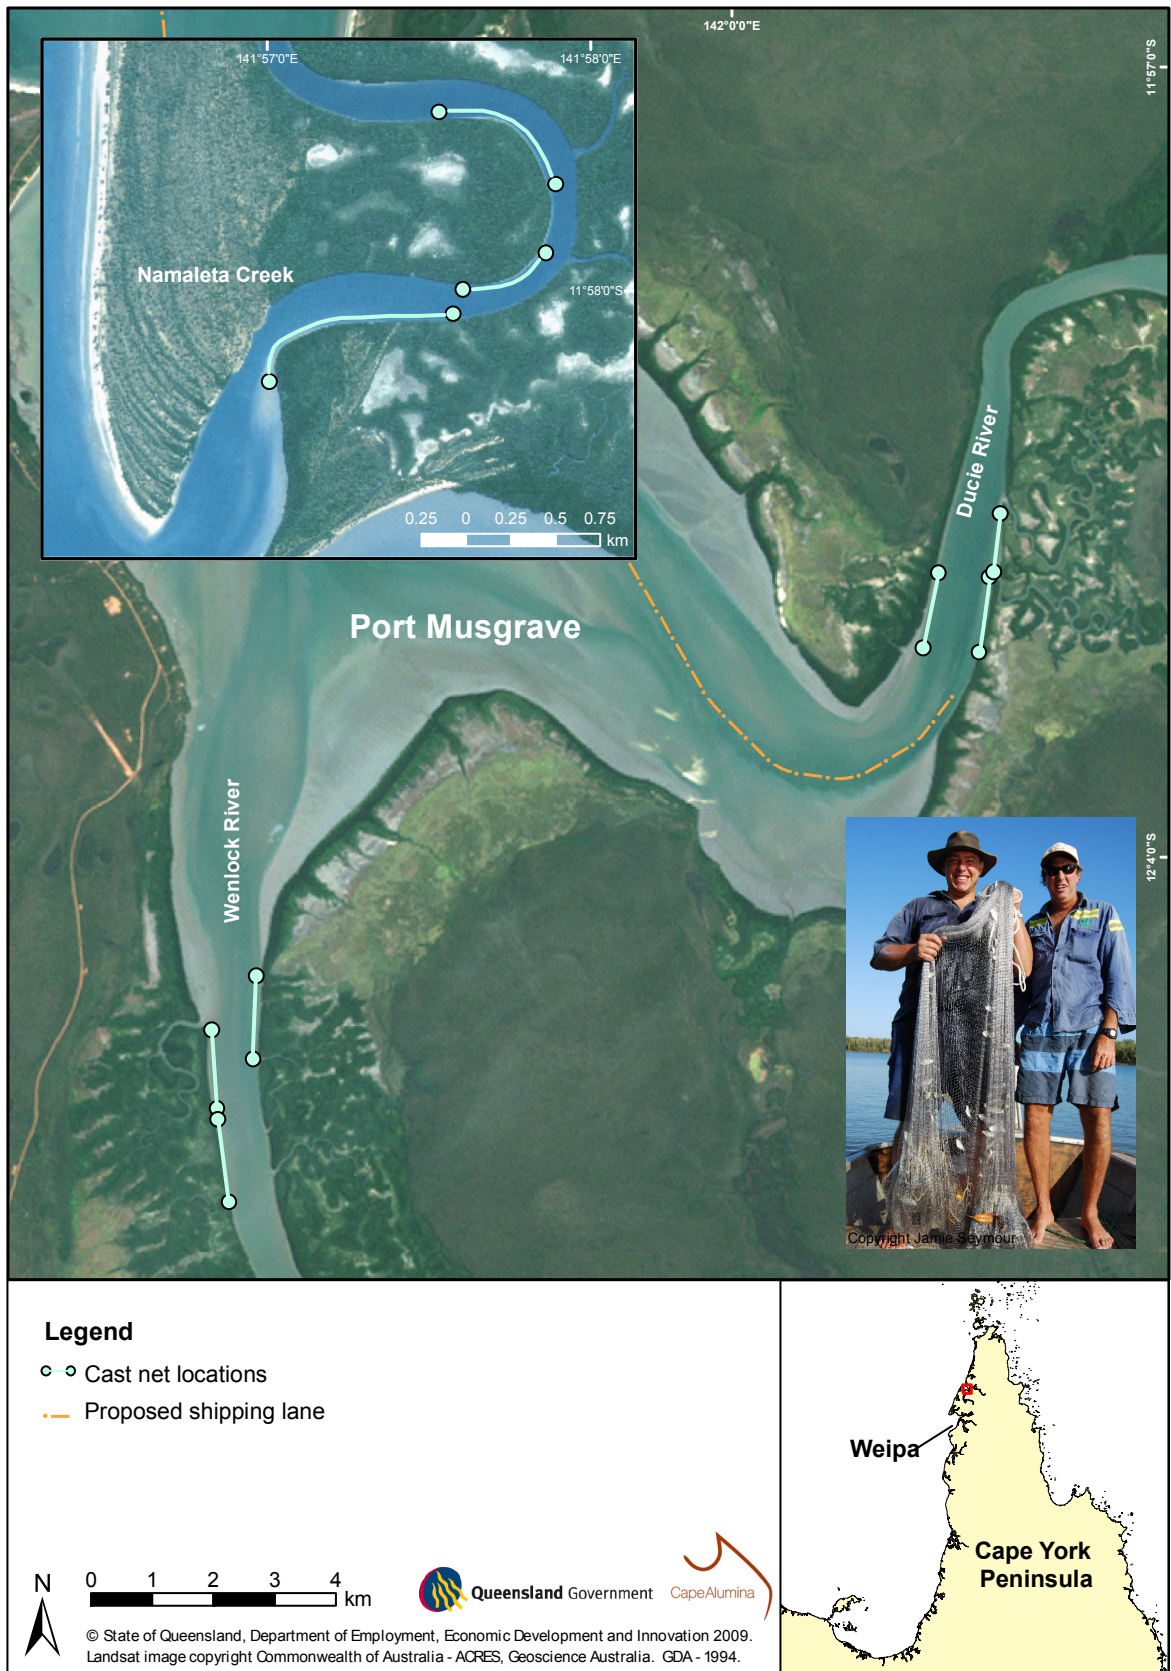 142°0'0"E
11°57'0"S
141°57'0"E
141°58'0"E
Namaleta Creek
11°58'0"S
0.25 0 0.25 0.5 0.75
km
Ducie River
Port Musgrave
Wenlock River
12°4'0"S
Copyright Jamie Seymour
Legend
Cast net locations
Proposed shipping lane
Weipa
Cape York
Peninsula
N
0 1 2 3 4
km
Queensland Government
CapeAlumina
© State of Queensland, Department of Employment, Economic Development and Innovation 2009.
Landsat image copyright Commonwealth of Australia - ACRES, Geoscience Australia. GDA - 1994.